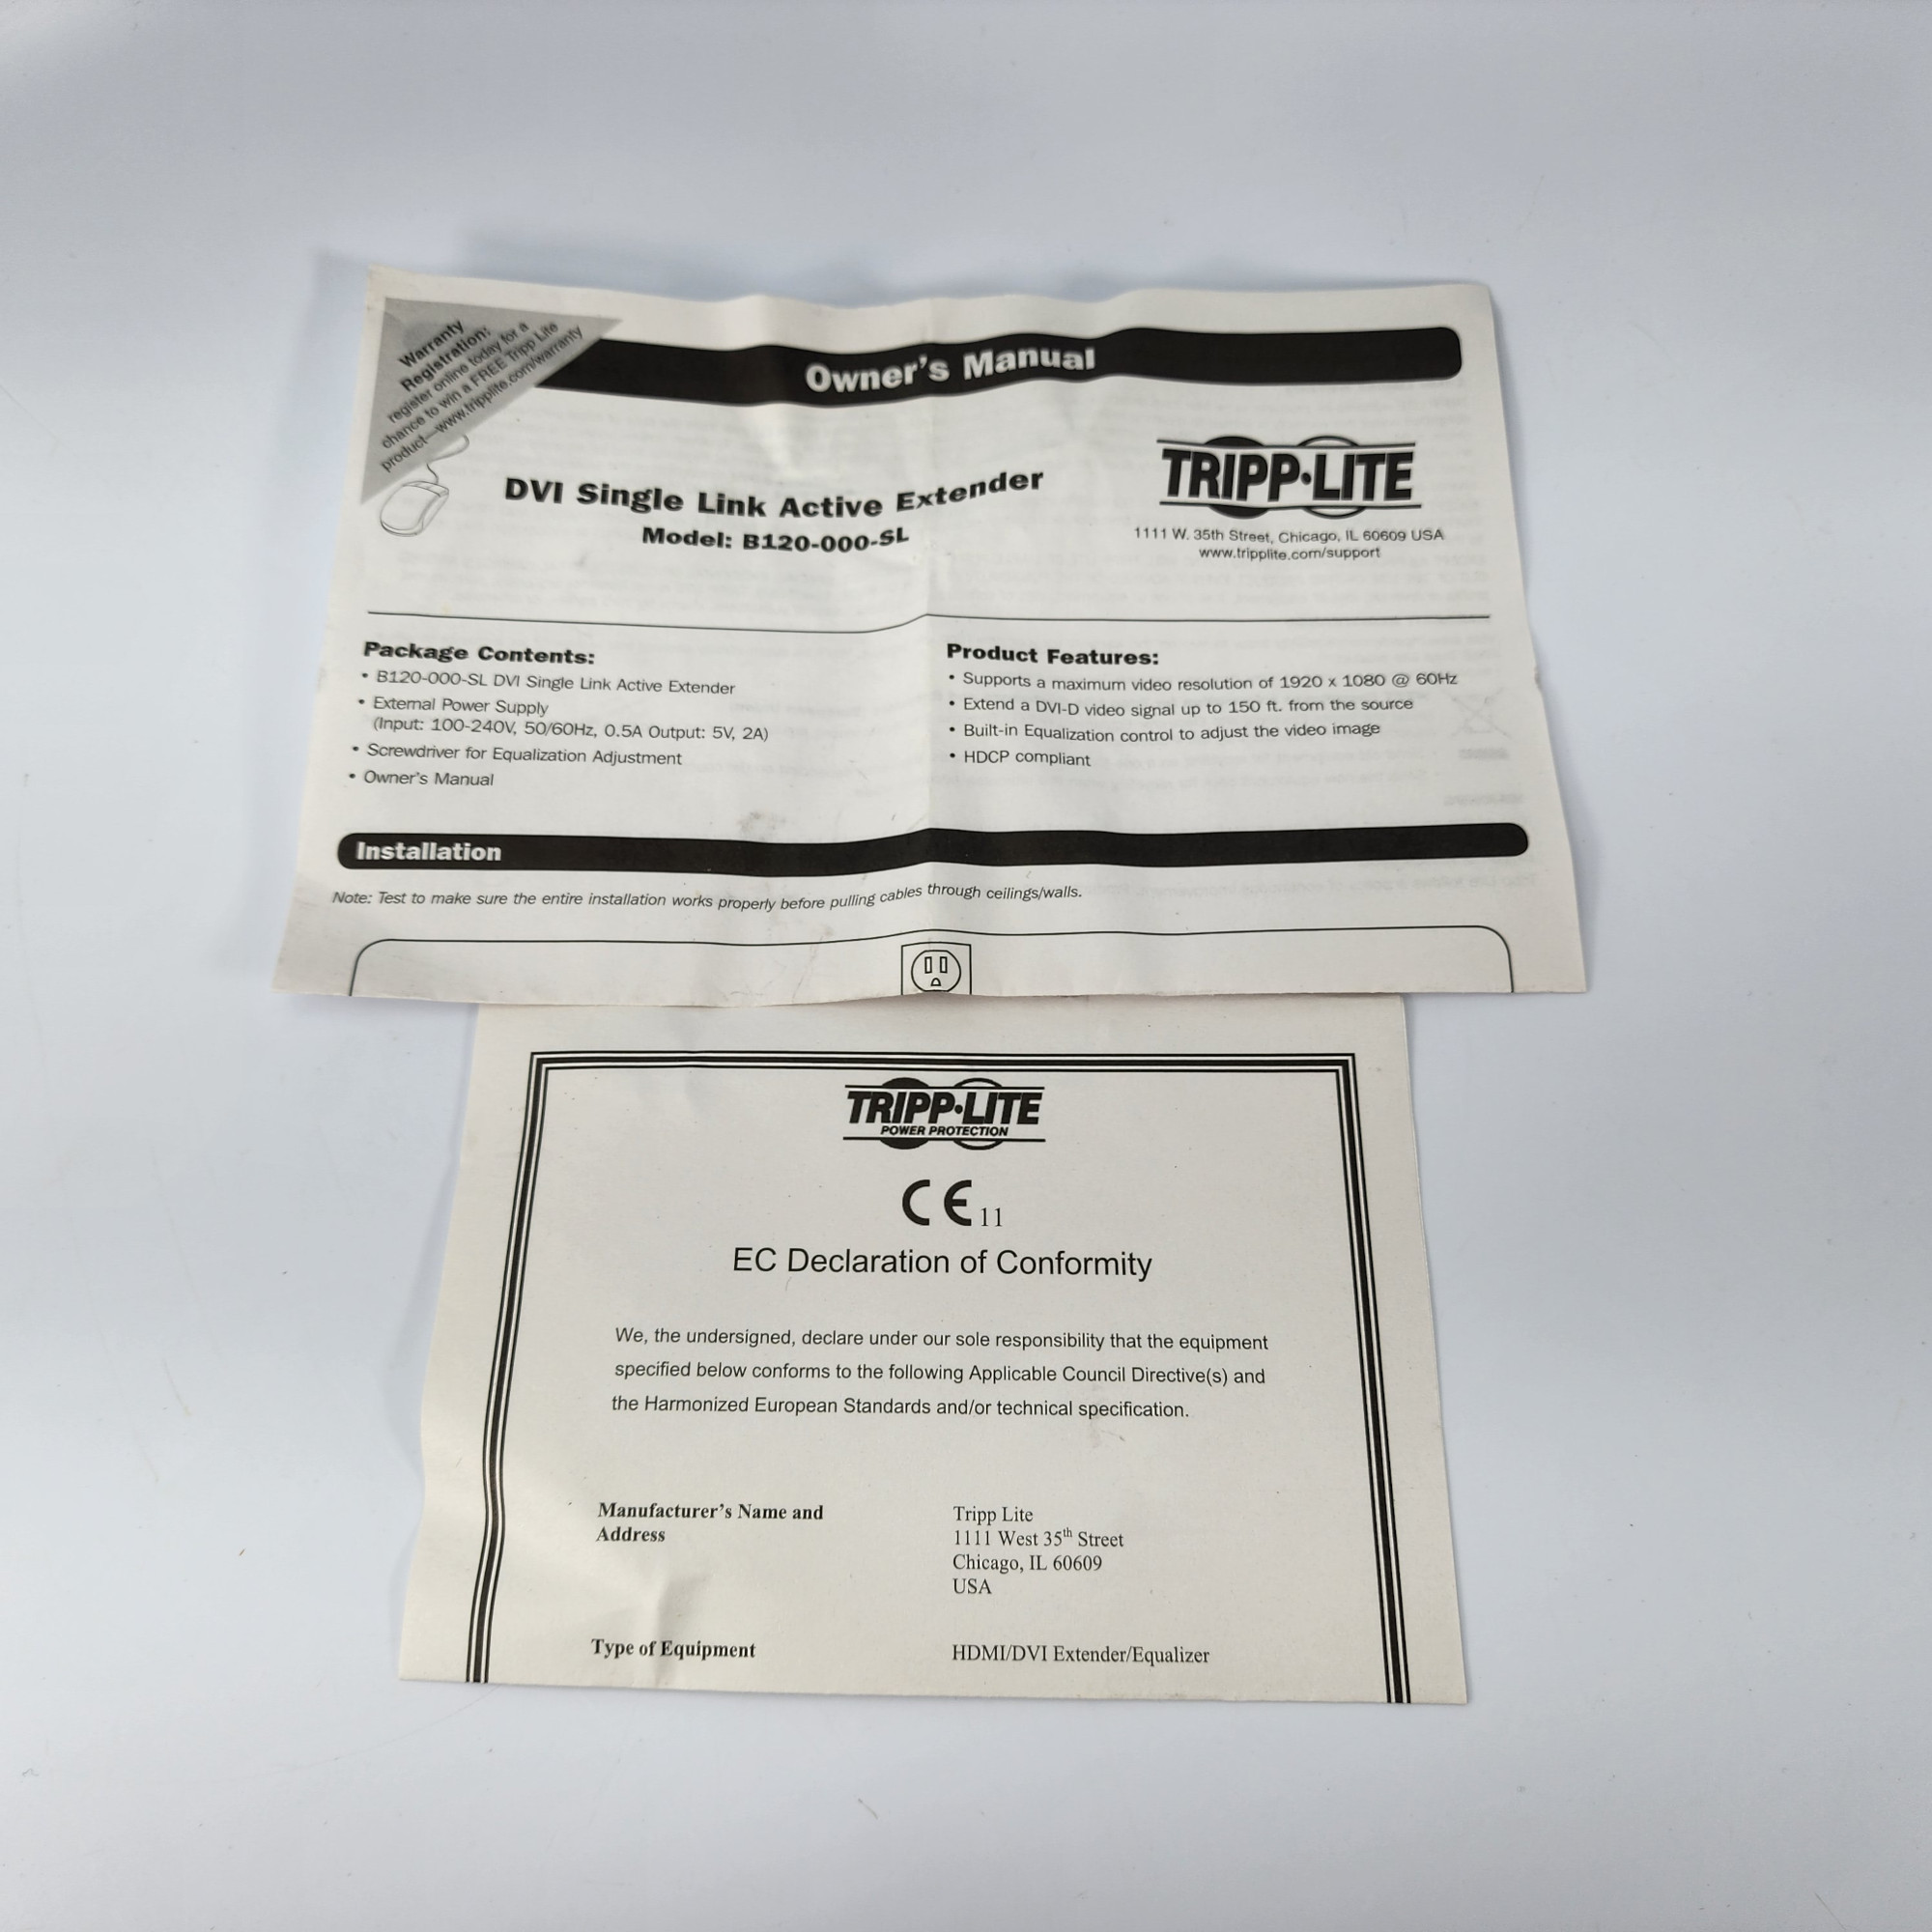 Warranty
Registration:
register online today for a
chance to win a FREE Tripp Lite
product—www.tripplite.com/warranty
Owner's Manual
DVI Single Link Active Extender
Model: B120-000-SL
TRIPP·LITE
1111 W. 35th Street, Chicago, IL 60609 USA
www.tripplite.com/support
Package Contents:
• B120-000-SL DVI Single Link Active Extender
• External Power Supply
(Input: 100-240V, 50/60Hz, 0.5A Output: 5V, 2A)
• Screwdriver for Equalization Adjustment
• Owner's Manual
Product Features:
• Supports a maximum video resolution of 1920 x 1080 @ 60Hz
• Extend a DVI-D video signal up to 150 ft. from the source
• Built-in Equalization control to adjust the video image
• HDCP compliant
Installation
Note: Test to make sure the entire installation works properly before pulling cables through ceilings/walls.
TRIPP·LITE
POWER PROTECTION
CE 11
EC Declaration of Conformity
We, the undersigned, declare under our sole responsibility that the equipment
specified below conforms to the following Applicable Council Directive(s) and
the Harmonized European Standards and/or technical specification.
Manufacturer's Name and
Address
Tripp Lite
1111 West 35th Street
Chicago, IL 60609
USA
Type of Equipment
HDMI/DVI Extender/Equalizer